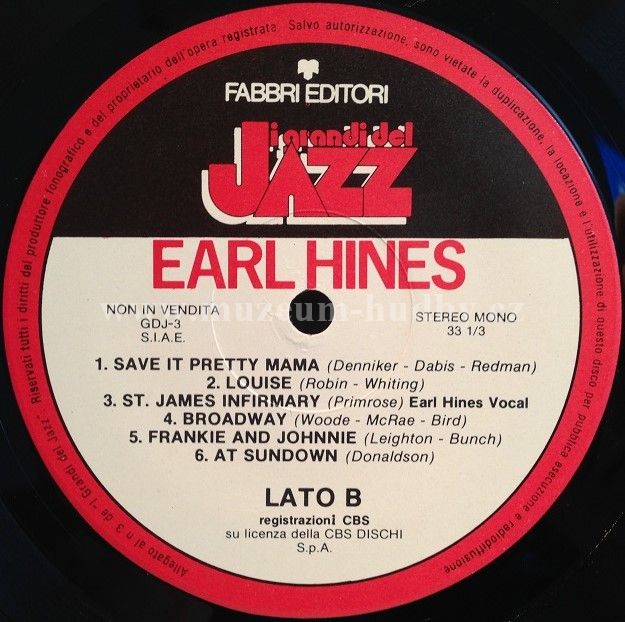 FABBRI EDITORI
i grandi del
JAZZ
EARL HINES
NON IN VENDITA
GDJ-3
S.I.A.E.
STEREO MONO
33 1/3
www.muzeum-hudby.cz
1. SAVE IT PRETTY MAMA (Denniker - Dabis - Redman)
2. LOUISE (Robin - Whiting)
3. ST. JAMES INFIRMARY (Primrose) Earl Hines Vocal
4. BROADWAY (Woode - McRae - Bird)
5. FRANKIE AND JOHNNIE (Leighton - Bunch)
6. AT SUNDOWN (Donaldson)
LATO B
registrazioni CBS
su licenza della CBS DISCHI
S.p.A.
Allegato al n. 3 de "I Grandi del Jazz" Riservati tutti i diritti del produttore fonografico e del proprietario dell'opera registrata. Salvo autorizzazione, sono vietate la duplicazione, la locazione e l'utilizzazione di questo disco per pubblica esecuzione e radiodiffusione